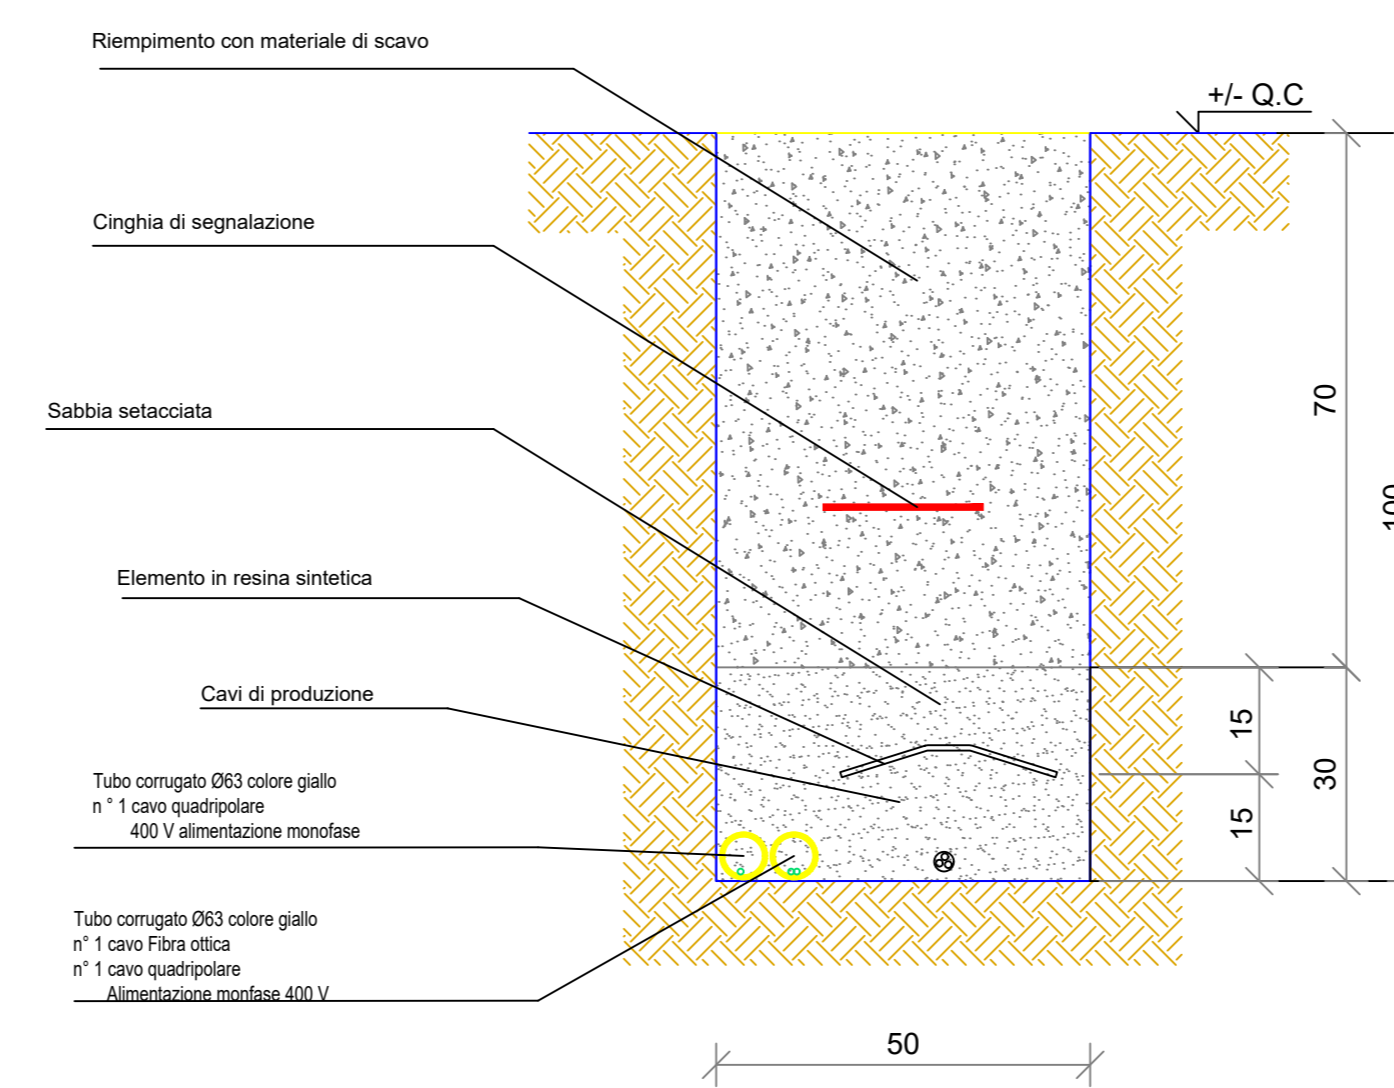 Riempimento con materiale di scavo
+/- Q.C
Cinghia di segnalazione
70
Sabbia setacciata
100
Elemento in resina sintetica
Cavi di produzione
15
30
15
Tubo corrugato Ø63 colore giallo
n ° 1 cavo quadripolare
400 V alimentazione monofase
Tubo corrugato Ø63 colore giallo
n° 1 cavo Fibra ottica
n° 1 cavo quadripolare
Alimentazione monfase 400 V
50